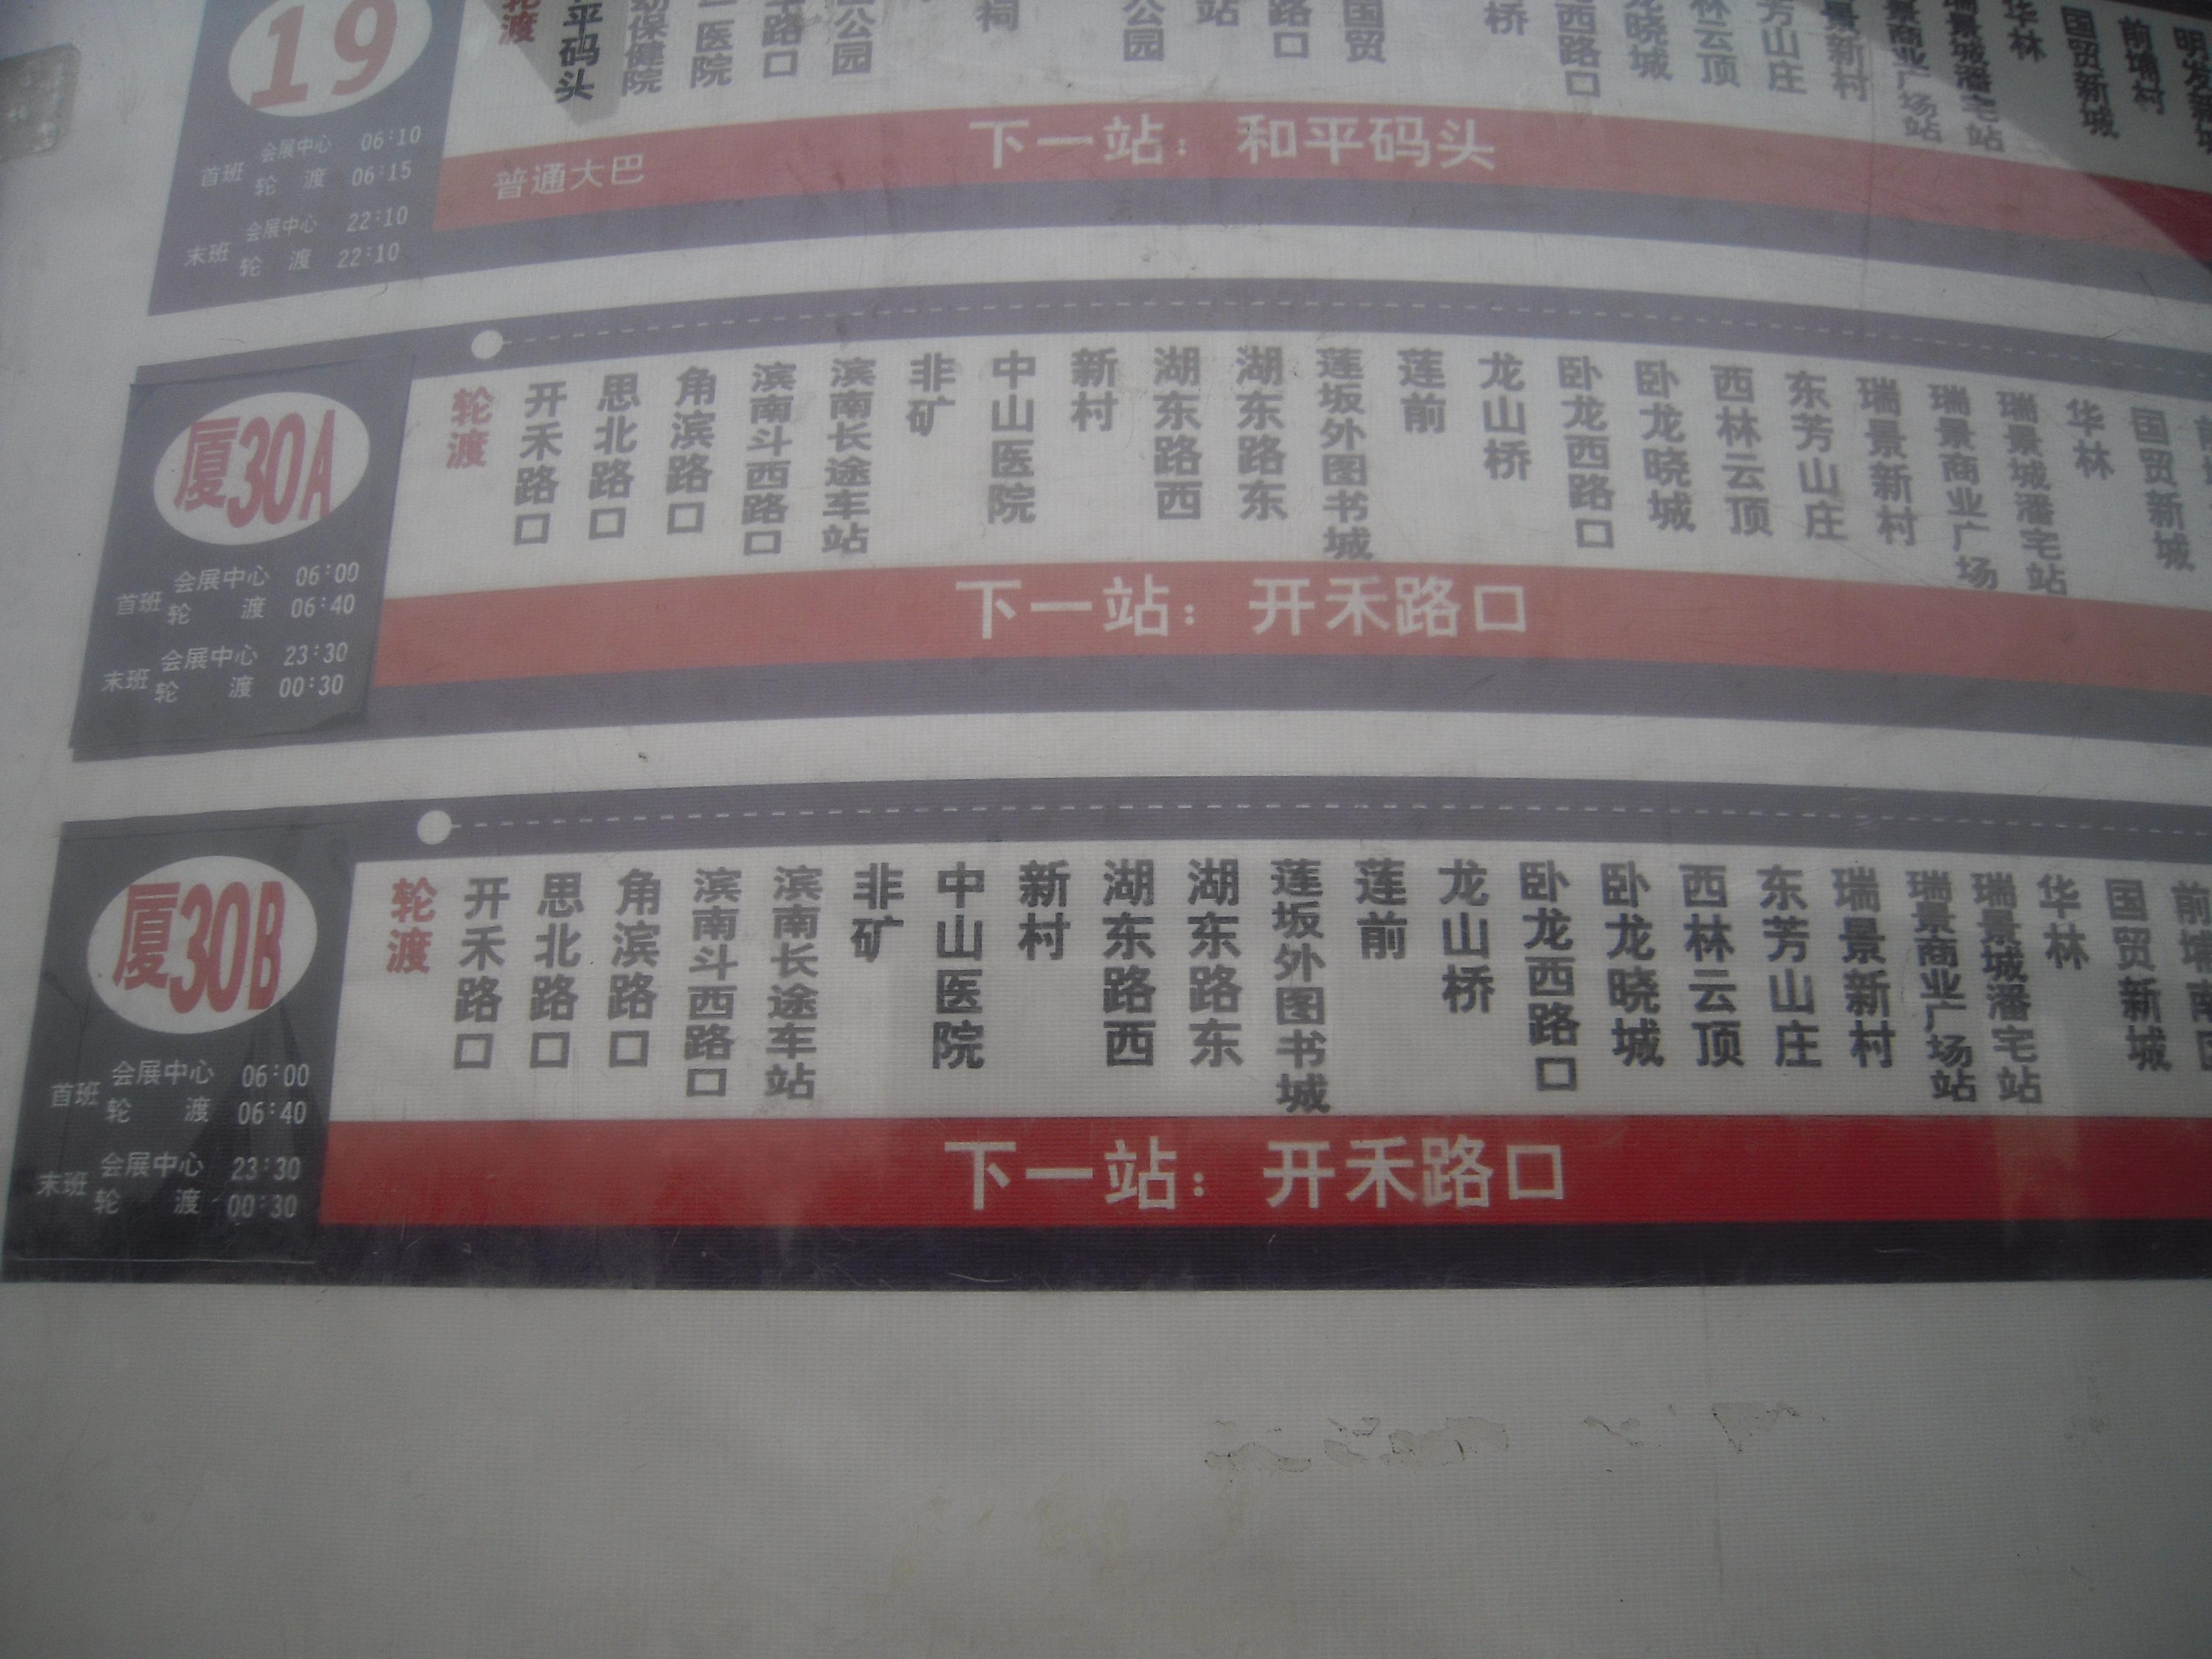 19
首班 会展中心 06:10
轮渡 06:15
末班 会展中心 22:10
轮渡 22:10
平码头
幼保健院
医院
路口
公园
祠
公园
站
路口
国贸
桥
西路口
龙晓城
林云顶
芳山庄
景新村
景商业广场站
瑞景城潘宅站
华林
国贸新城
前埔村
普通大巴
下一站：和平码头
厦30A
首班 会展中心 06:00
轮渡 06:40
末班 会展中心 23:30
轮渡 00:30
轮渡
开禾路口
思北路口
角滨路口
滨南斗西路口
滨南长途车站
非矿
中山医院
新村
湖东路西
湖东路东
莲坂外图书城
莲前
龙山桥
卧龙西路口
卧龙晓城
西林云顶
东芳山庄
瑞景新村
瑞景商业广场
瑞景城潘宅站
华林
国贸新城
下一站：开禾路口
厦30B
首班 会展中心 06:00
轮渡 06:40
末班 会展中心 23:30
轮渡 00:30
轮渡
开禾路口
思北路口
角滨路口
滨南斗西路口
滨南长途车站
非矿
中山医院
新村
湖东路西
湖东路东
莲坂外图书城
莲前
龙山桥
卧龙西路口
卧龙晓城
西林云顶
东芳山庄
瑞景新村
瑞景商业广场站
瑞景城潘宅站
华林
国贸新城
前埔南区
下一站：开禾路口